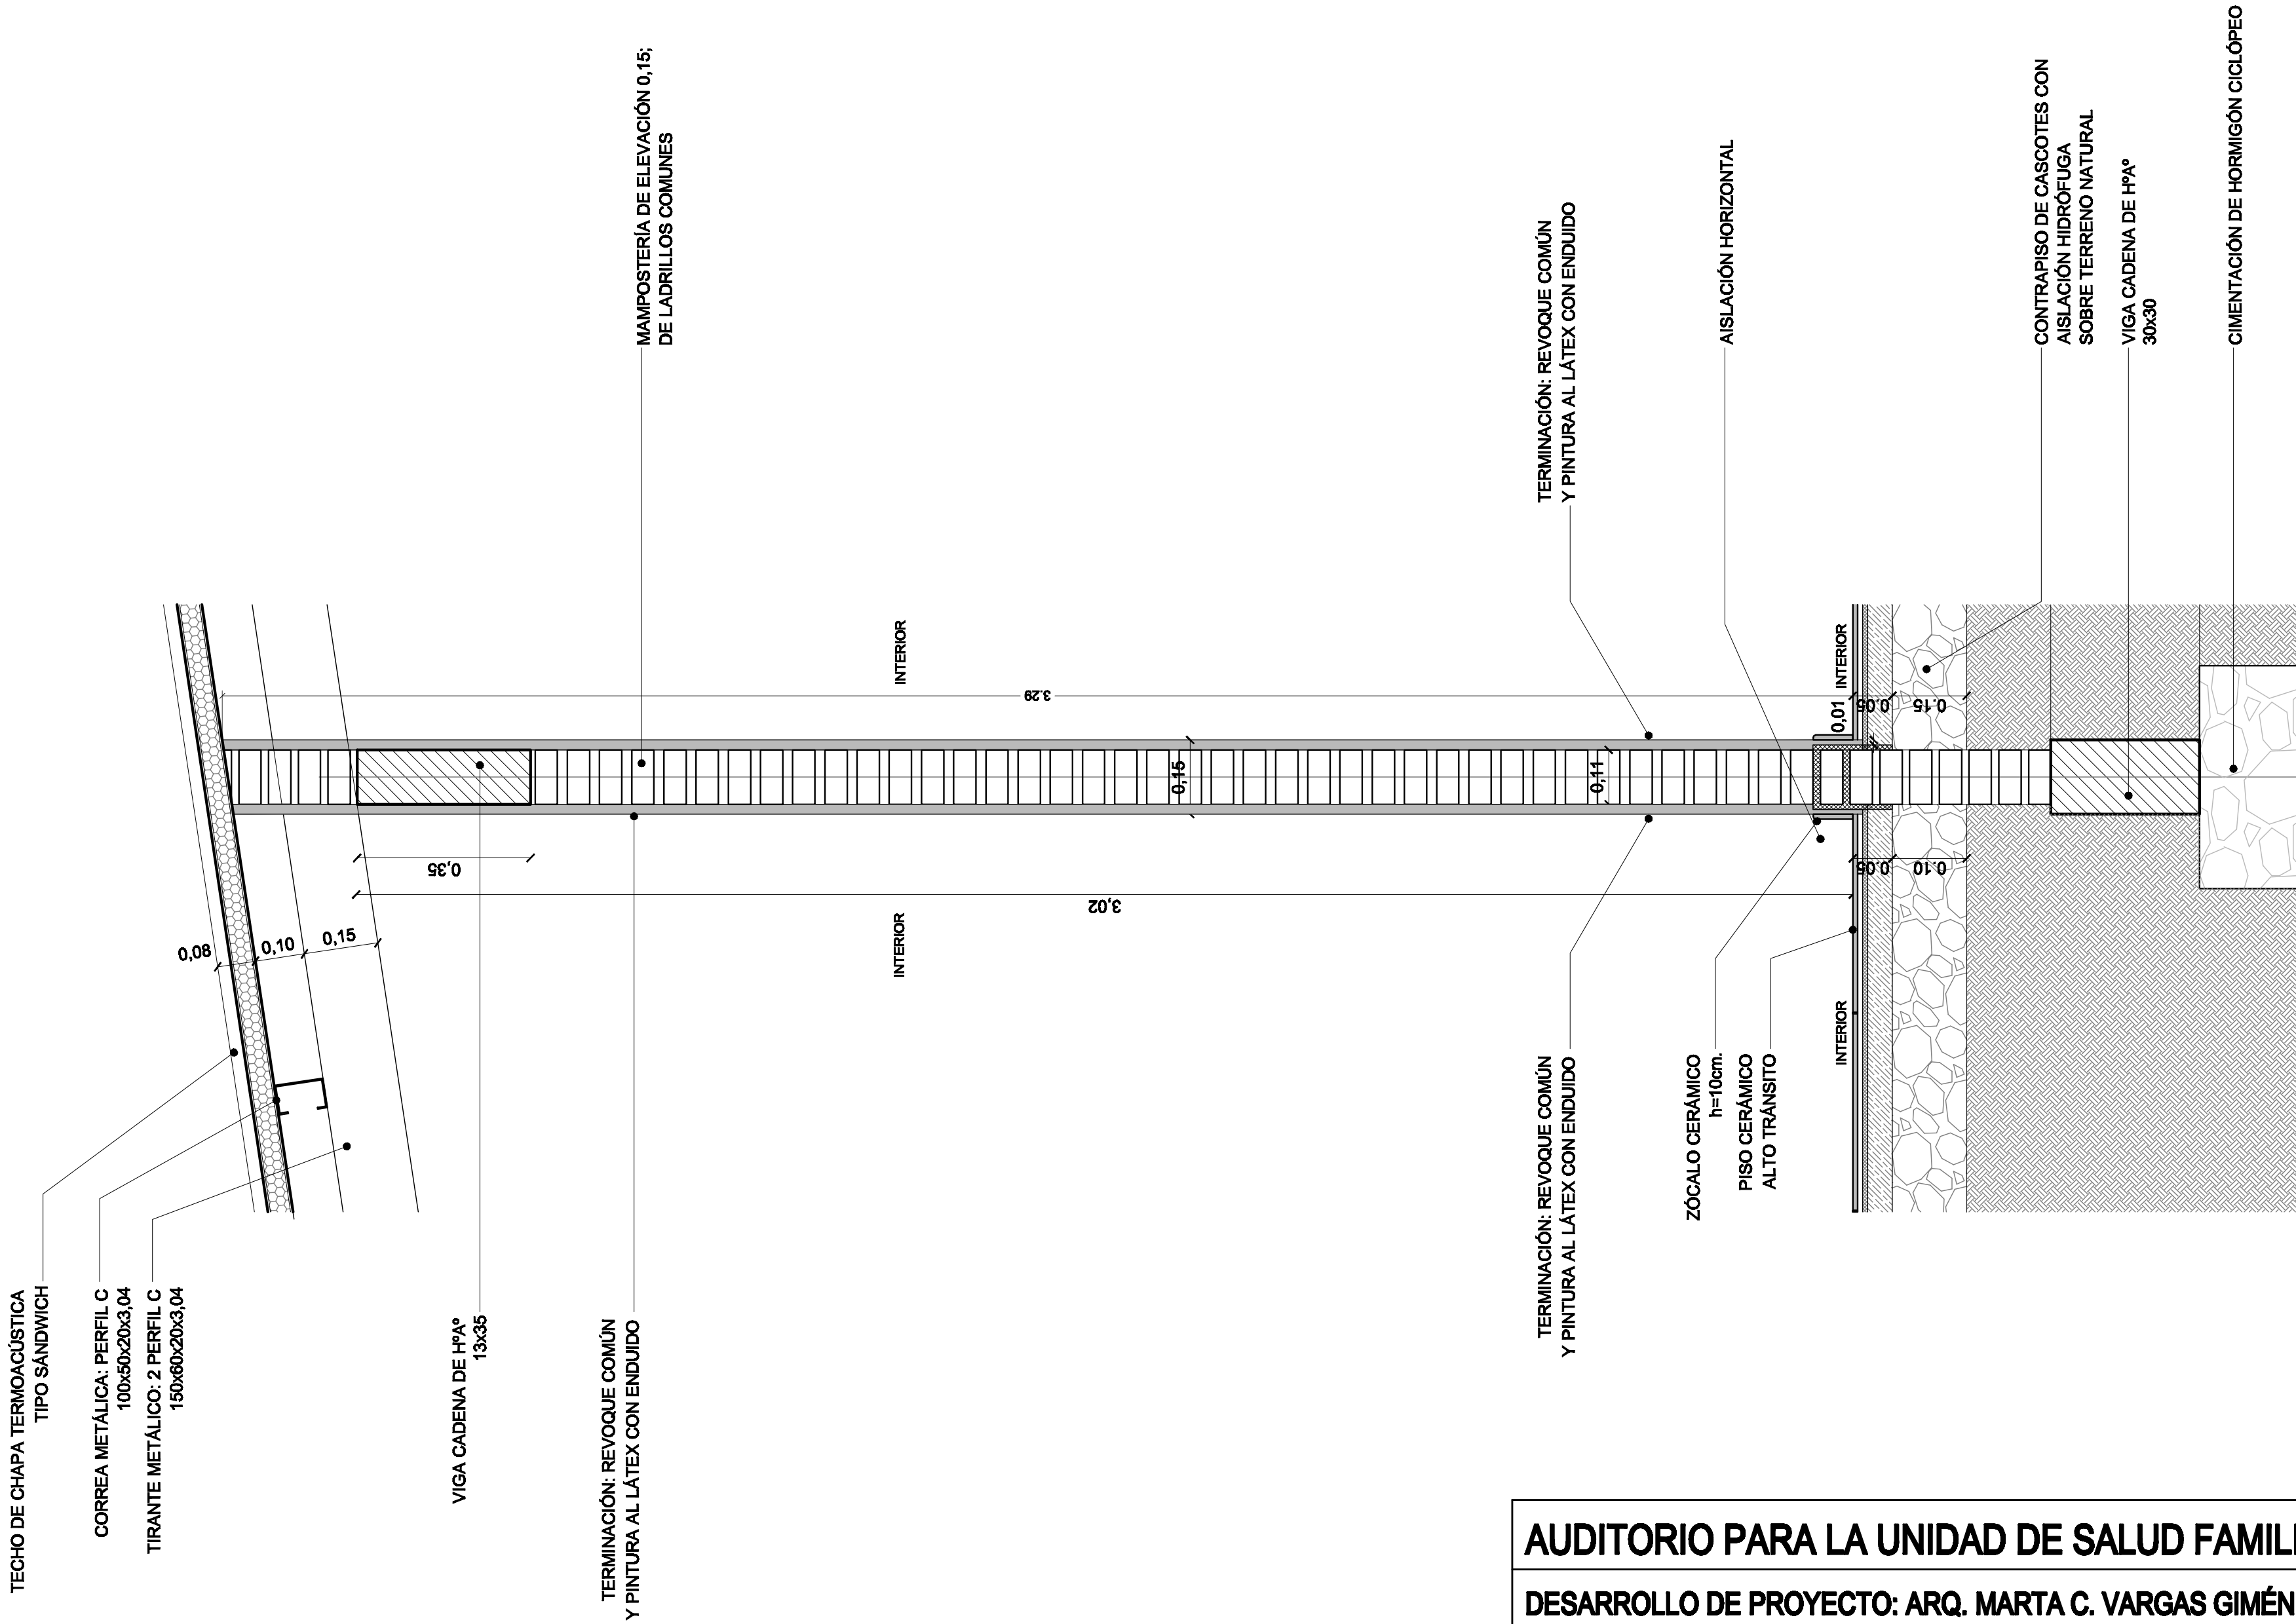 TECHO DE CHAPA TERMOACÚSTICA
TIPO SÁNDWICH
CORREA METÁLICA: PERFIL C
100x50x20x3,04
TIRANTE METÁLICO: 2 PERFIL C
150x60x20x3,04
VIGA CADENA DE HºAº
13x35
TERMINACIÓN: REVOQUE COMÚN
Y PINTURA AL LÁTEX CON ENDUIDO
TERMINACIÓN: REVOQUE COMÚN
Y PINTURA AL LÁTEX CON ENDUIDO
ZÓCALO CERÁMICO
h=10cm.
PISO CERÁMICO
ALTO TRÁNSITO
0,08
0,10
0,15
0,35
3,02
INTERIOR
INTERIOR
0.05
0.10
0,15
0,11
3.29
INTERIOR
INTERIOR
0,01
0.05
0.15
MAMPOSTERÍA DE ELEVACIÓN 0,15;
DE LADRILLOS COMUNES
TERMINACIÓN: REVOQUE COMÚN
Y PINTURA AL LÁTEX CON ENDUIDO
AISLACIÓN HORIZONTAL
CONTRAPISO DE CASCOTES CON
AISLACIÓN HIDRÓFUGA
SOBRE TERRENO NATURAL
VIGA CADENA DE HºAº
30x30
CIMENTACIÓN DE HORMIGÓN CICLÓPEO
AUDITORIO PARA LA UNIDAD DE SALUD FAMILI
DESARROLLO DE PROYECTO: ARQ. MARTA C. VARGAS GIMÉN